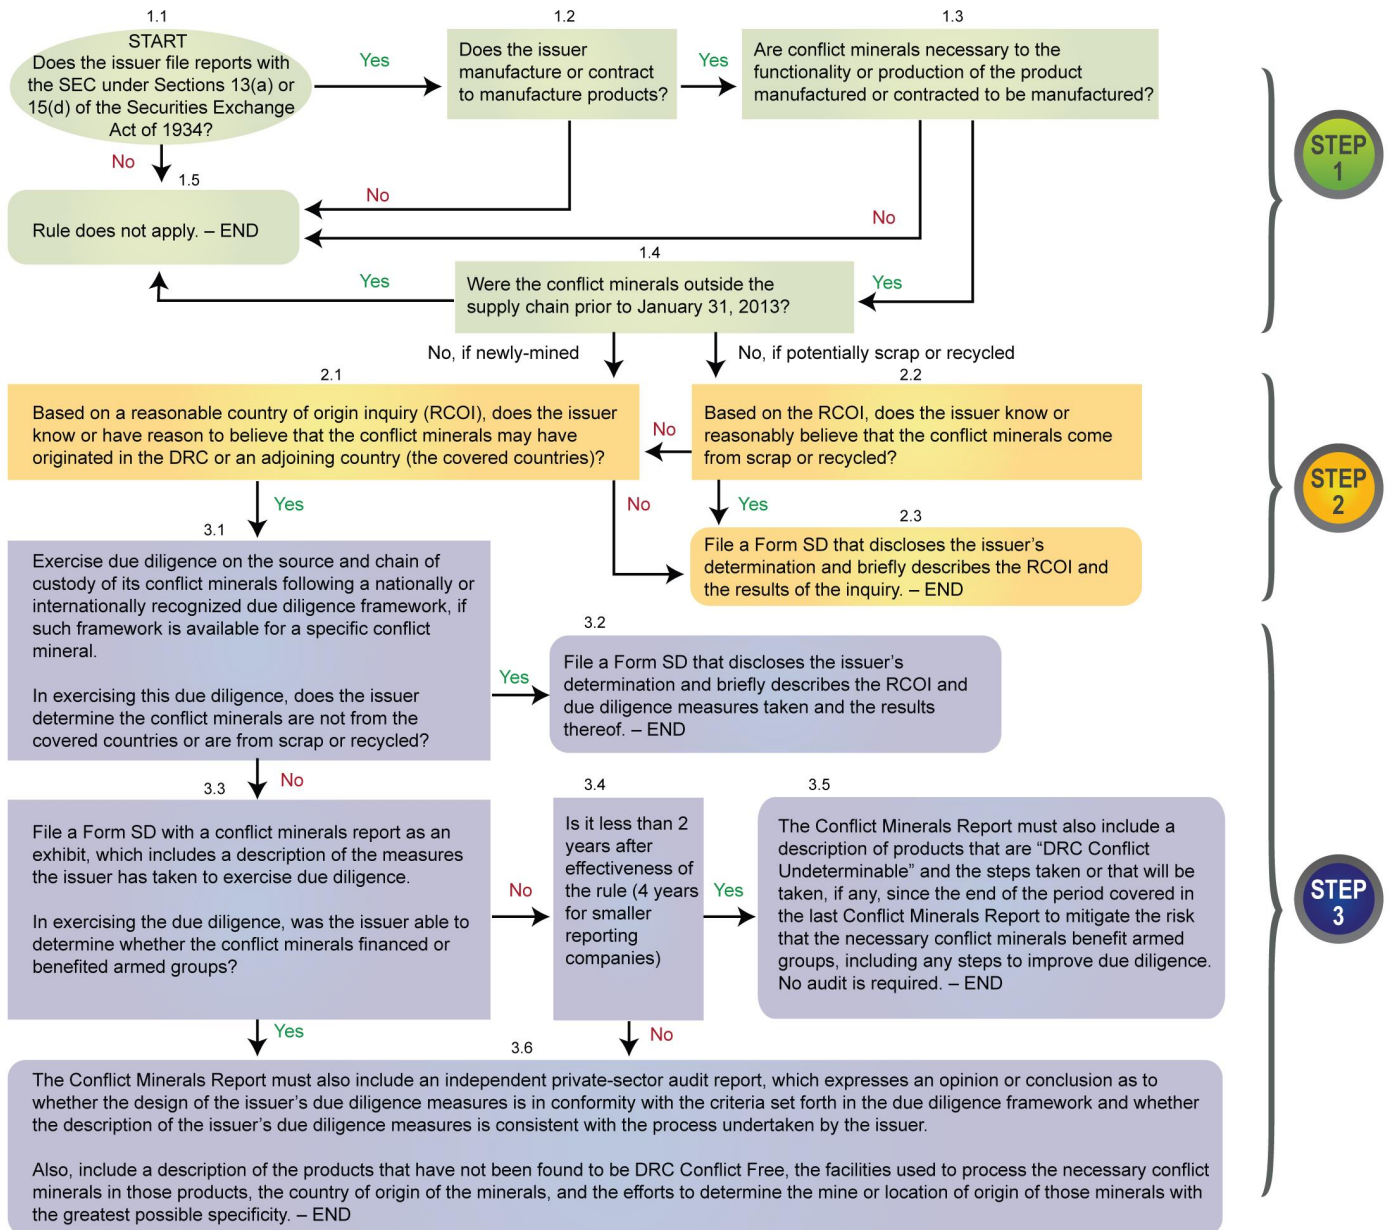 1.1
START
Does the issuer file reports with
the SEC under Sections 13(a) or
15(d) of the Securities Exchange
Act of 1934?
Yes
No
1.2
Does the issuer
manufacture or contract
to manufacture products?
Yes
No
1.3
Are conflict minerals necessary to the
functionality or production of the product
manufactured or contracted to be manufactured?
No
Yes
STEP
1
1.5
Rule does not apply. – END
1.4
Were the conflict minerals outside the
supply chain prior to January 31, 2013?
Yes
No, if newly-mined
No, if potentially scrap or recycled
2.1
Based on a reasonable country of origin inquiry (RCOI), does the issuer
know or have reason to believe that the conflict minerals may have
originated in the DRC or an adjoining country (the covered countries)?
No
Yes
2.2
Based on the RCOI, does the issuer know or
reasonably believe that the conflict minerals come
from scrap or recycled?
No
Yes
STEP
2
2.3
File a Form SD that discloses the issuer’s
determination and briefly describes the RCOI and
the results of the inquiry. – END
3.1
Exercise due diligence on the source and chain of
custody of its conflict minerals following a nationally or
internationally recognized due diligence framework, if
such framework is available for a specific conflict
mineral.
In exercising this due diligence, does the issuer
determine the conflict minerals are not from the
covered countries or are from scrap or recycled?
Yes
No
3.2
File a Form SD that discloses the issuer’s
determination and briefly describes the RCOI and
due diligence measures taken and the results
thereof. – END
3.3
File a Form SD with a conflict minerals report as an
exhibit, which includes a description of the measures
the issuer has taken to exercise due diligence.
In exercising the due diligence, was the issuer able to
determine whether the conflict minerals financed or
benefited armed groups?
No
Yes
3.4
Is it less than 2
years after
effectiveness of
the rule (4 years
for smaller
reporting
companies)
Yes
No
3.5
The Conflict Minerals Report must also include a
description of products that are “DRC Conflict
Undeterminable” and the steps taken or that will be
taken, if any, since the end of the period covered in
the last Conflict Minerals Report to mitigate the risk
that the necessary conflict minerals benefit armed
groups, including any steps to improve due diligence.
No audit is required. – END
STEP
3
3.6
The Conflict Minerals Report must also include an independent private-sector audit report, which expresses an opinion or conclusion as to
whether the design of the issuer’s due diligence measures is in conformity with the criteria set forth in the due diligence framework and whether
the description of the issuer’s due diligence measures is consistent with the process undertaken by the issuer.
Also, include a description of the products that have not been found to be DRC Conflict Free, the facilities used to process the necessary conflict
minerals in those products, the country of origin of the minerals, and the efforts to determine the mine or location of origin of those minerals with
the greatest possible specificity. – END